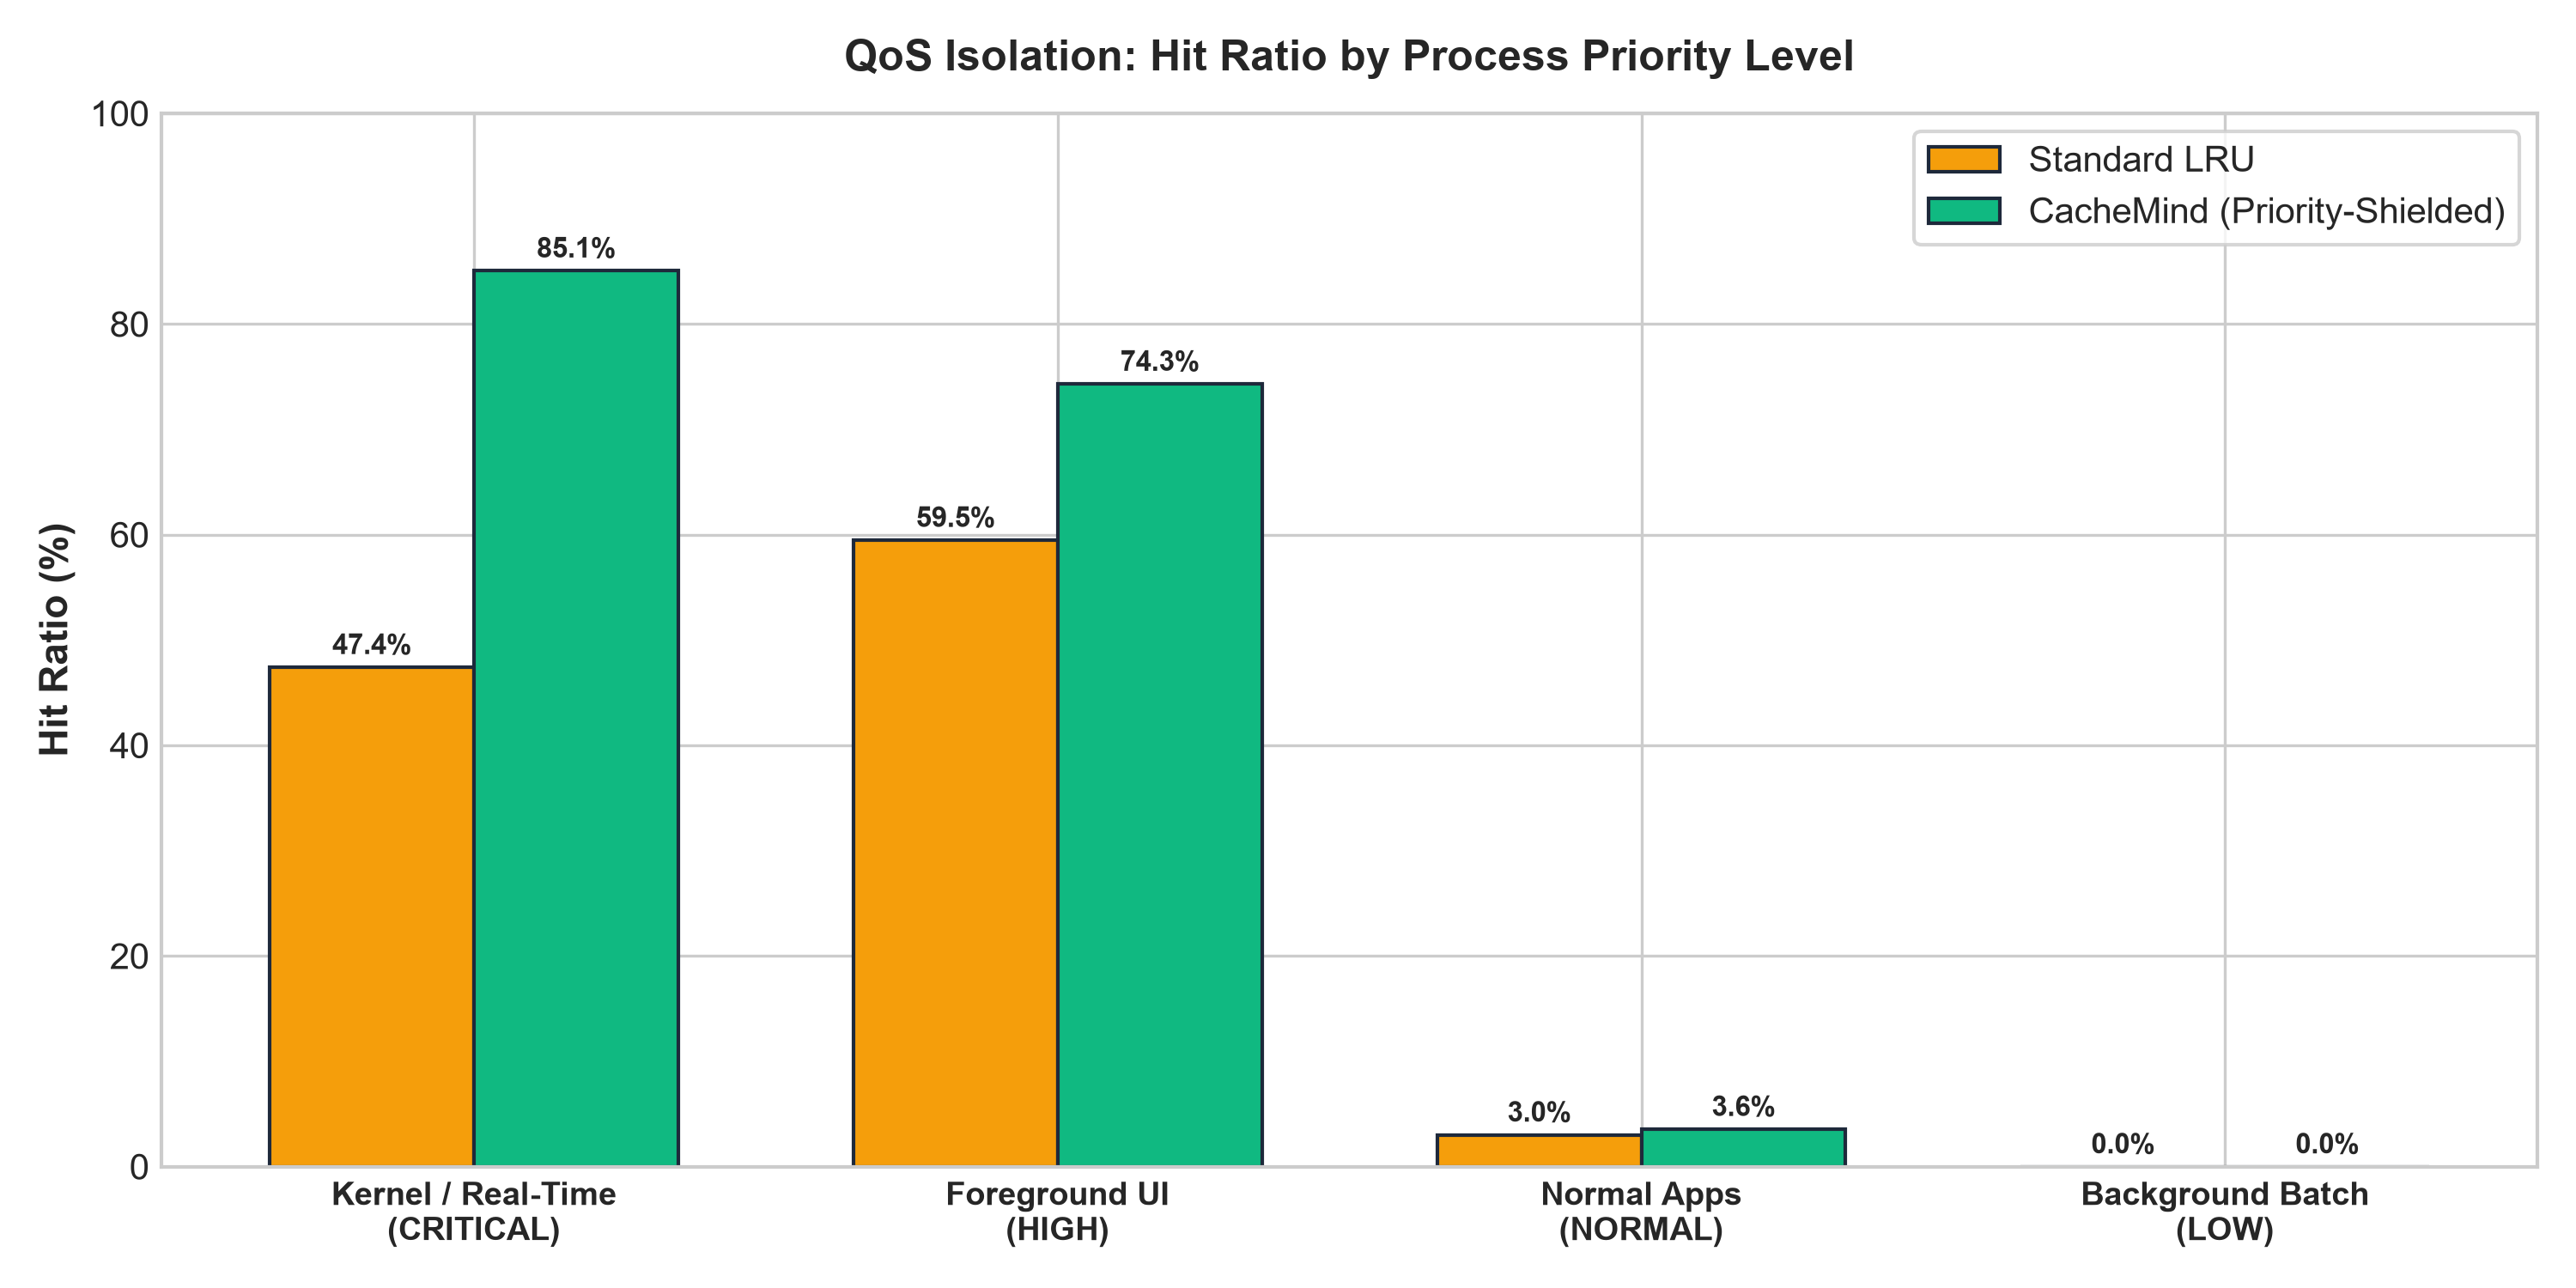 QoS Isolation: Hit Ratio by Process Priority Level
Hit Ratio (%)
100
80
60
40
20
0
Standard LRU
CacheMind (Priority-Shielded)
47.4%
85.1%
59.5%
74.3%
3.0%
3.6%
0.0%
0.0%
Kernel / Real-Time
(CRITICAL)
Foreground UI
(HIGH)
Normal Apps
(NORMAL)
Background Batch
(LOW)